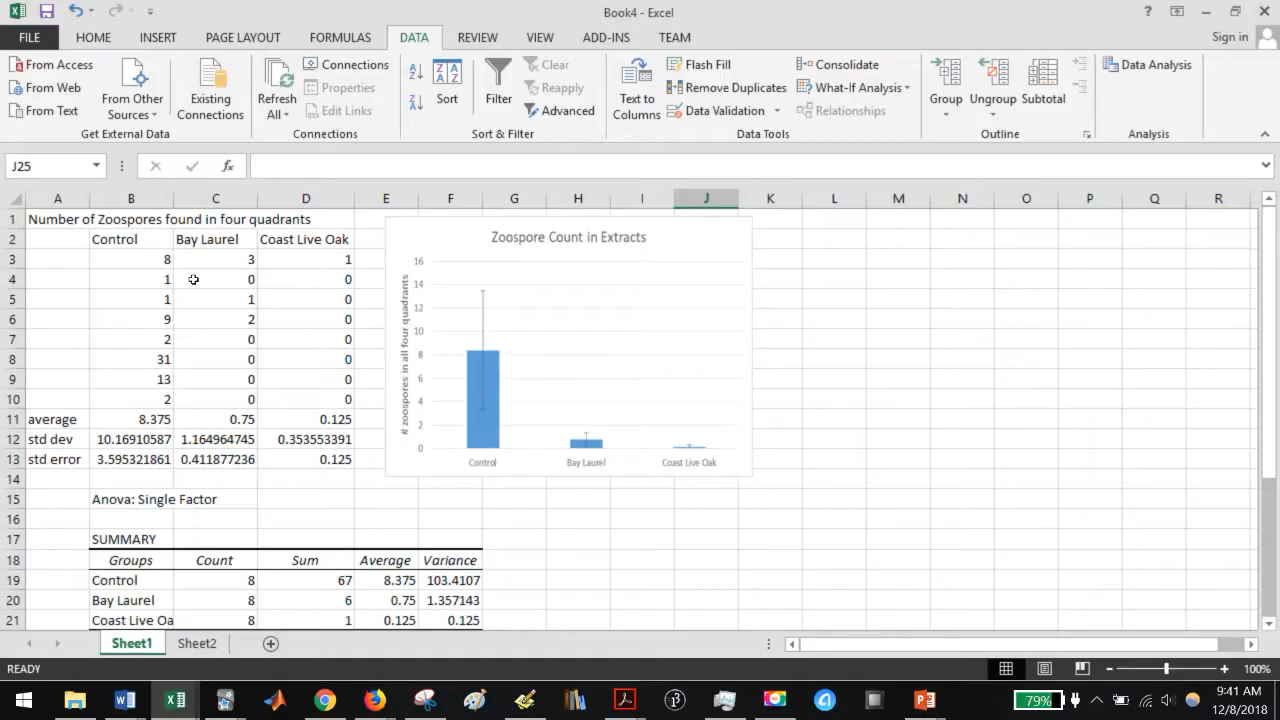 Book4 - Excel
FILE HOME INSERT PAGE LAYOUT FORMULAS DATA REVIEW VIEW ADD-INS TEAM Sign in
From Access
From Web
From Text
From Other Sources
Existing Connections
Get External Data
Refresh All
Connections
Properties
Edit Links
Connections
Sort
Filter
Clear
Reapply
Advanced
Sort & Filter
Text to Columns
Flash Fill
Remove Duplicates
Data Validation
Consolidate
What-If Analysis
Relationships
Data Tools
Group
Ungroup
Subtotal
Outline
Data Analysis
Analysis
J25 fx
A B C D E F G H I J K L M N O P Q R
1 Number of Zoospores found in four quadrants
2 Control Bay Laurel Coast Live Oak
3 8 3 1
4 1 0 0
5 1 1 0
6 9 2 0
7 2 0 0
8 31 0 0
9 13 0 0
10 2 0 0
11 average 8.375 0.75 0.125
12 std dev 10.16910587 1.164964745 0.353553391
13 std error 3.595321861 0.411877236 0.125
14
15 Anova: Single Factor
16
17 SUMMARY
18 Groups Count Sum Average Variance
19 Control 8 67 8.375 103.4107
20 Bay Laurel 8 6 0.75 1.357143
21 Coast Live Oa 8 1 0.125 0.125
Zoospore Count in Extracts
# zoospores in all four quadrants
16
14
12
10
8
6
4
2
0
Control Bay Laurel Coast Live Oak
Sheet1 Sheet2
READY 100%
79%
9:41 AM
12/8/2018